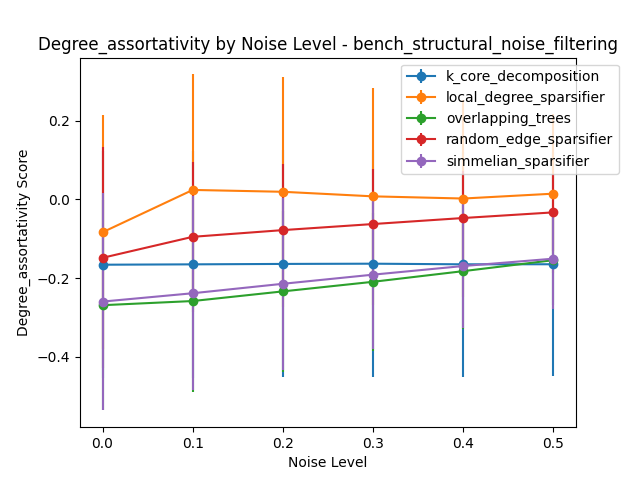 Degree_assortativity by Noise Level - bench_structural_noise_filtering
k_core_decomposition
local_degree_sparsifier
overlapping_trees
random_edge_sparsifier
simmelian_sparsifier
Degree_assortativity Score
0.2
0.0
−0.2
−0.4
0.0 0.1 0.2 0.3 0.4 0.5
Noise Level